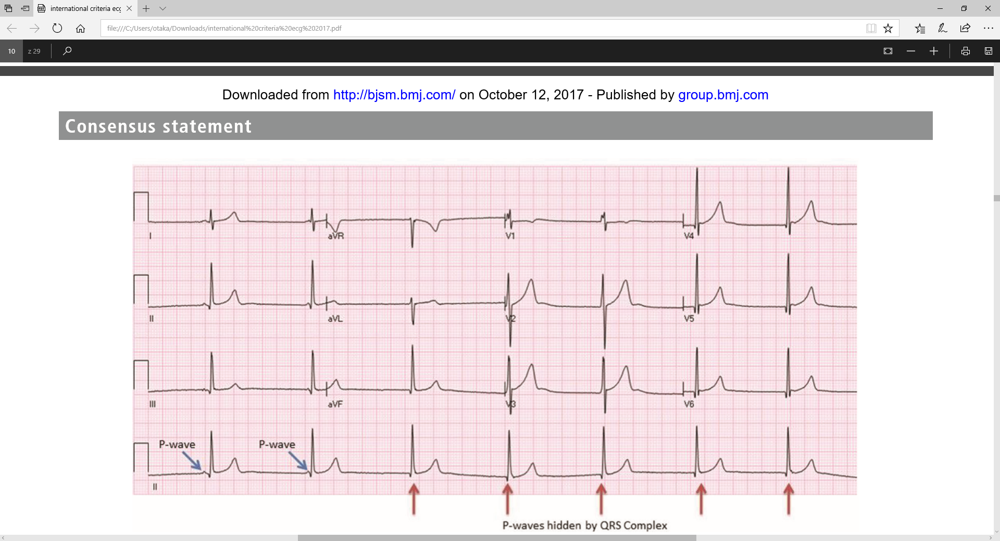 international criteria ecg
file:///C:/Users/otaka/Downloads/international%20criteria%20ecg%202017.pdf
10 z 29
Downloaded from http://bjsm.bmj.com/ on October 12, 2017 - Published by group.bmj.com
Consensus statement
I aVR V1 V4
II aVL V2 V5
III aVF V3 V6
P-wave P-wave
II
P-waves hidden by QRS Complex